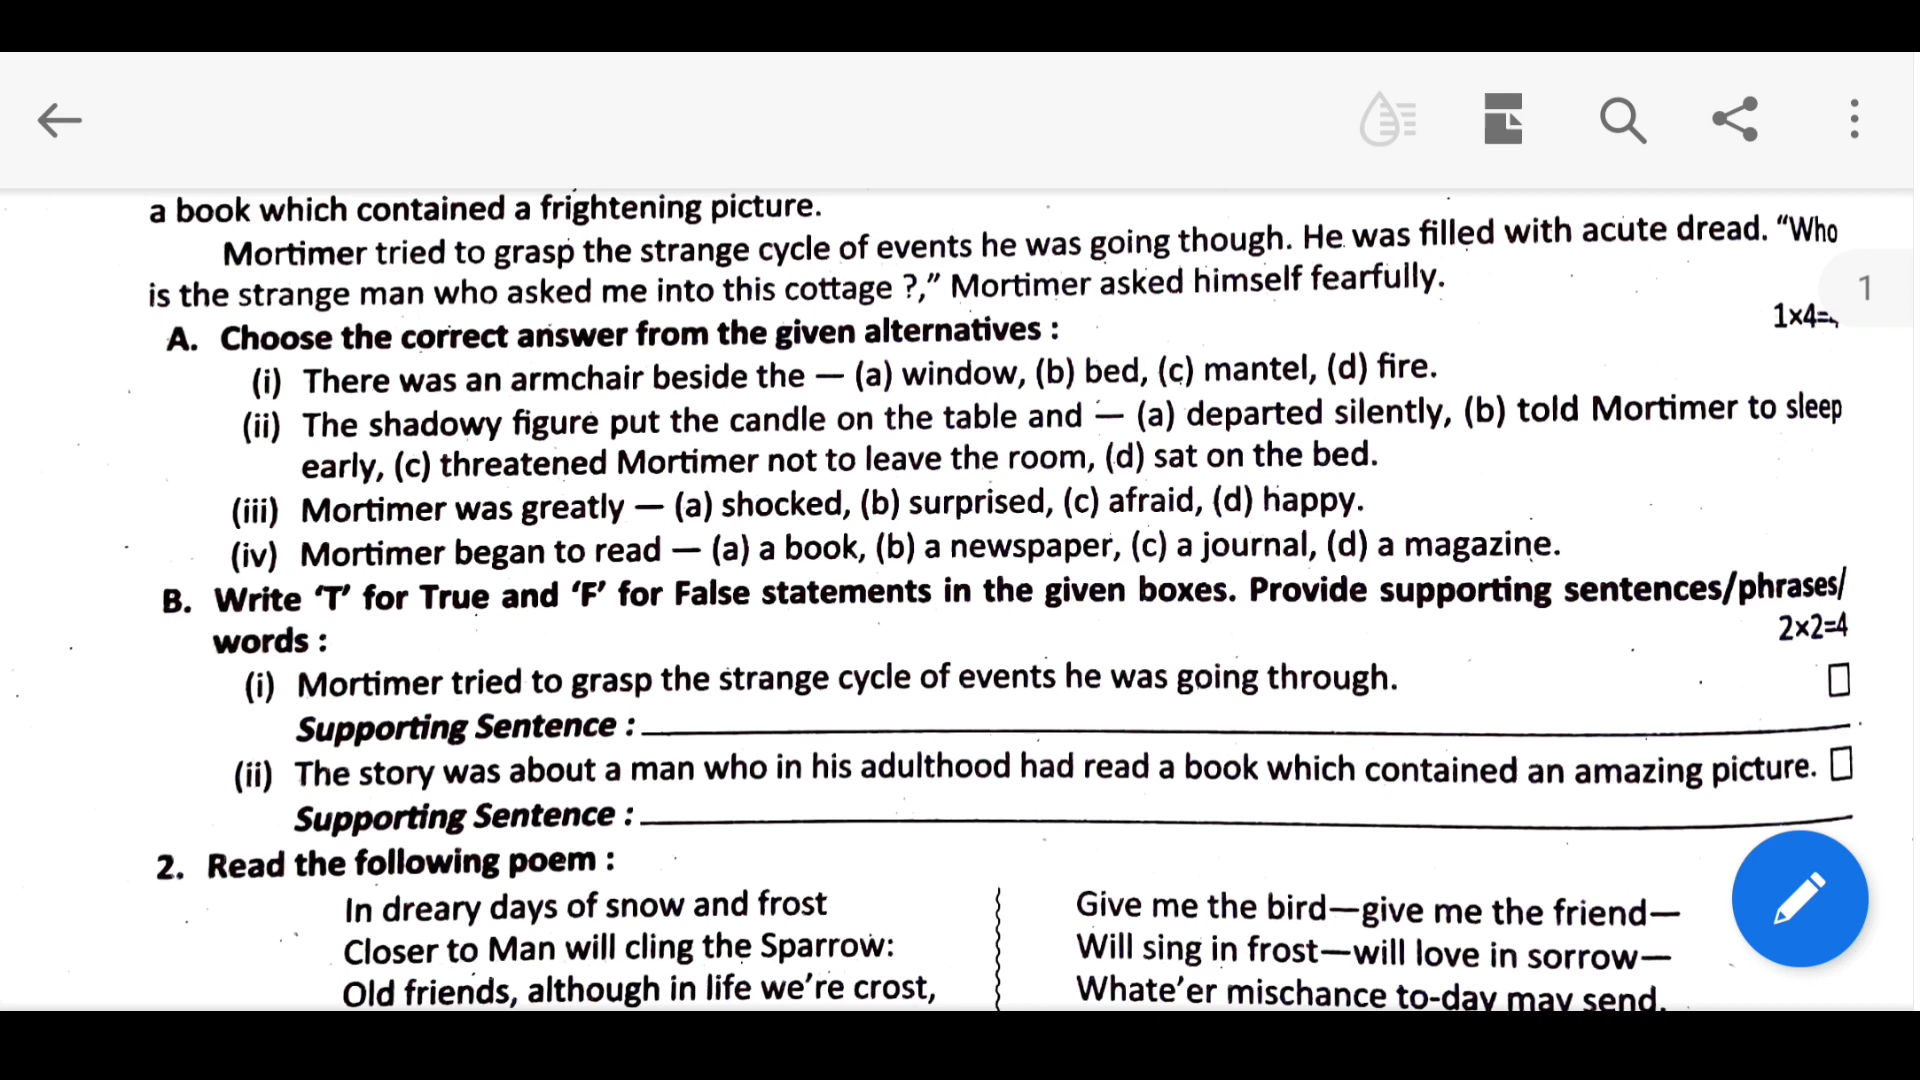 a book which contained a frightening picture.
Mortimer tried to grasp the strange cycle of events he was going though. He was filled with acute dread. “Who
is the strange man who asked me into this cottage ?,” Mortimer asked himself fearfully.
1
A. Choose the correct answer from the given alternatives :
1x4=
(i) There was an armchair beside the — (a) window, (b) bed, (c) mantel, (d) fire.
(ii) The shadowy figure put the candle on the table and — (a) departed silently, (b) told Mortimer to sleep
early, (c) threatened Mortimer not to leave the room, (d) sat on the bed.
(iii) Mortimer was greatly — (a) shocked, (b) surprised, (c) afraid, (d) happy.
(iv) Mortimer began to read — (a) a book, (b) a newspaper, (c) a journal, (d) a magazine.
B. Write ‘T’ for True and ‘F’ for False statements in the given boxes. Provide supporting sentences/phrases/
words :
2x2=4
(i) Mortimer tried to grasp the strange cycle of events he was going through.
Supporting Sentence :
(ii) The story was about a man who in his adulthood had read a book which contained an amazing picture.
Supporting Sentence :
2. Read the following poem :
In dreary days of snow and frost
Closer to Man will cling the Sparrow:
Old friends, although in life we’re crost,
Give me the bird—give me the friend—
Will sing in frost—will love in sorrow—
Whate’er mischance to-day may send,